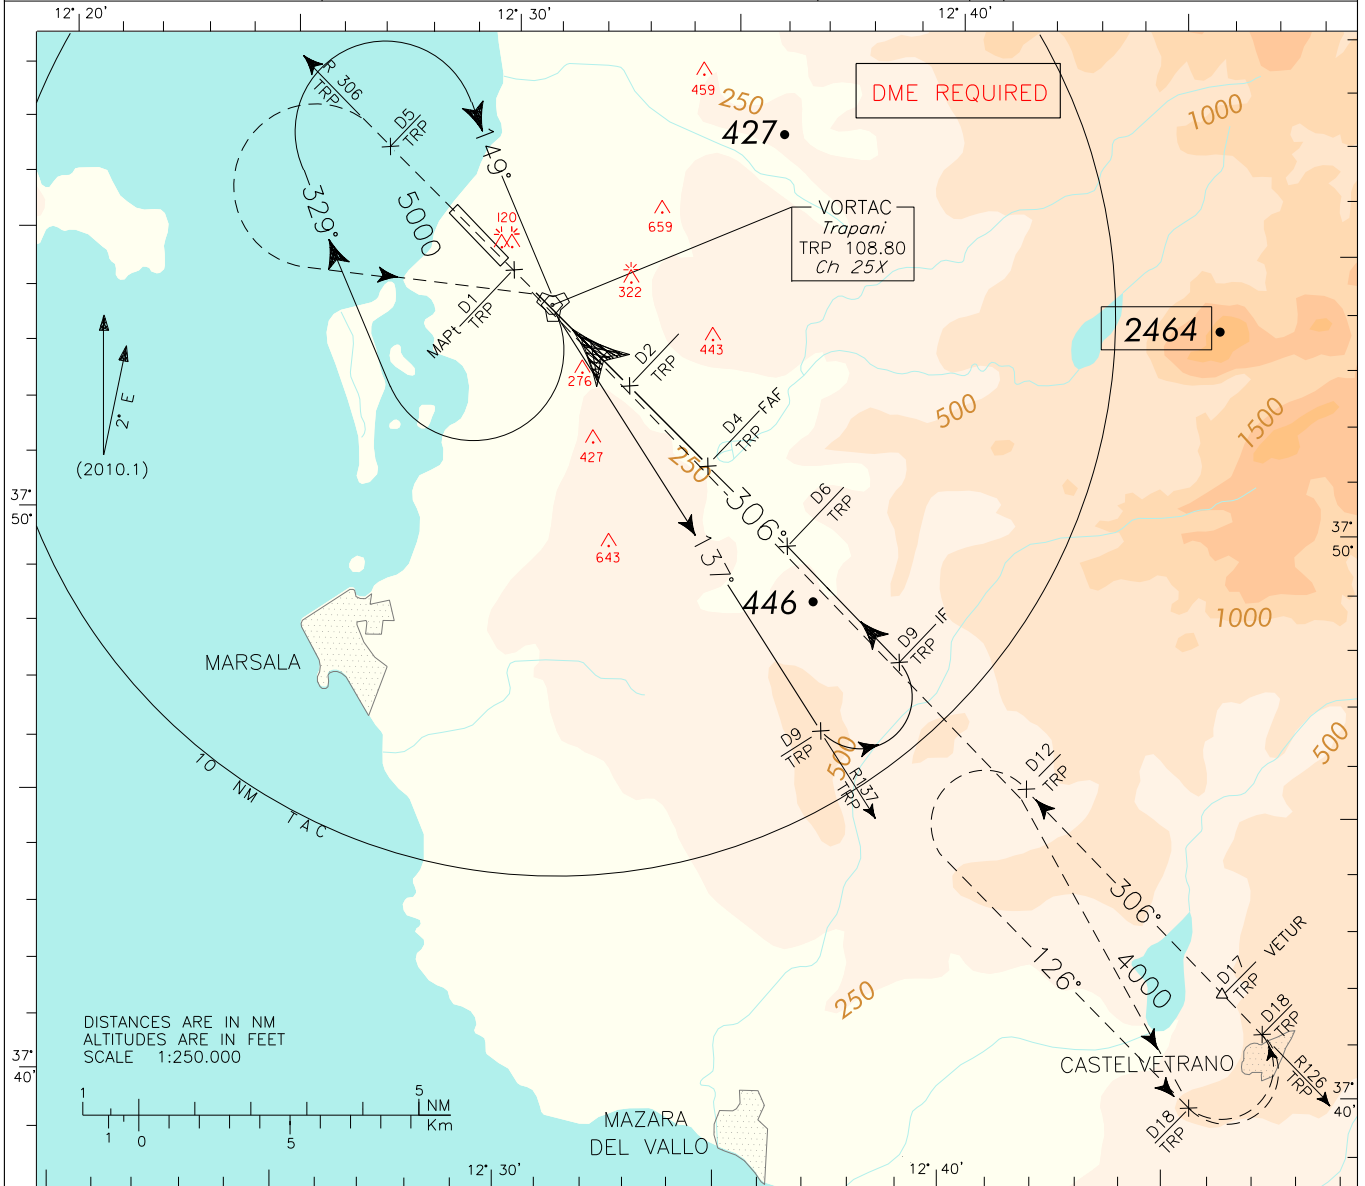 12° 20'
12° 30'
12° 40'
R 306
TRP
D5
TRP
459
250
DME REQUIRED
1000
427
149°
329°
5000
120
659
VORTAC
Trapani
TRP 108.80
Ch 25X
322
D1
TRP
MAPt
2464
443
D2
TRP
276
2° E
(2010.1)
D4
TRP
FAF
500
1500
427
250
37°
50'
306°
D6
TRP
37°
50'
643
137°
446
1000
MARSALA
D9
TRP
IF
D9
TRP
500
R137
TRP
500
10 NM TAC
D12
TRP
306°
126°
4000
VETUR
D17
TRP
250
D18
TRP
DISTANCES ARE IN NM
ALTITUDES ARE IN FEET
SCALE 1:250.000
37°
40'
CASTELVETRANO
R126
TRP
37°
40'
1
5
NM
Km
1
0
5
MAZARA
DEL VALLO
D18
TRP
12° 30'
12° 40'